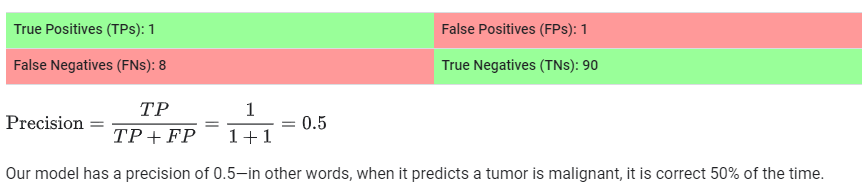 True Positives (TPs): 1
False Positives (FPs): 1
False Negatives (FNs): 8
True Negatives (TNs): 90
Precision = TP / (TP + FP) = 1 / (1 + 1) = 0.5
Our model has a precision of 0.5—in other words, when it predicts a tumor is malignant, it is correct 50% of the time.